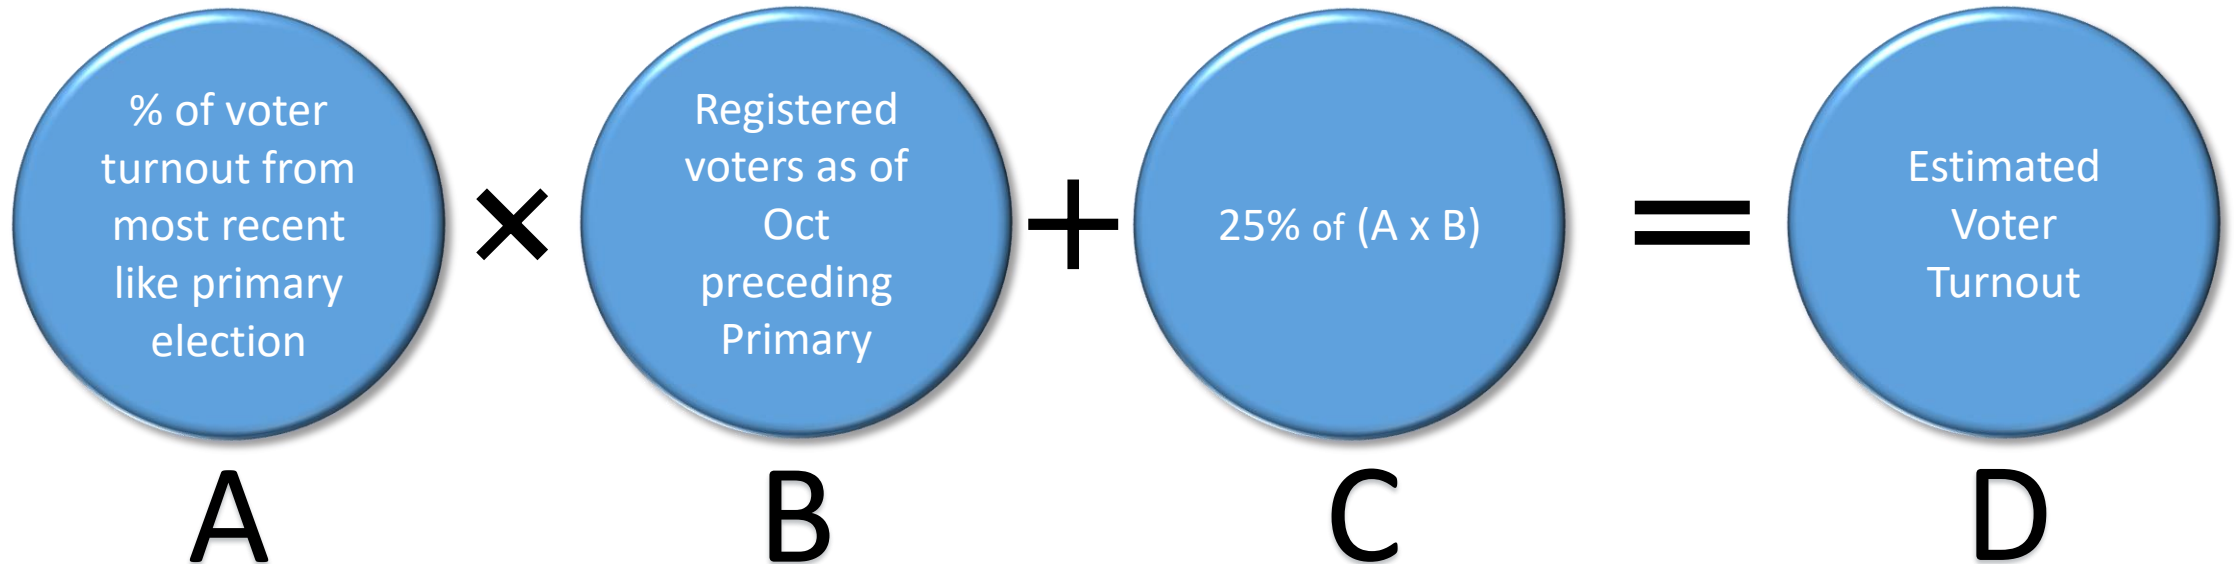 % of voter
turnout from
most recent
like primary
election
×
Registered
voters as of
Oct
preceding
Primary
+
25% of (A x B)
=
Estimated
Voter
Turnout
A
B
C
D